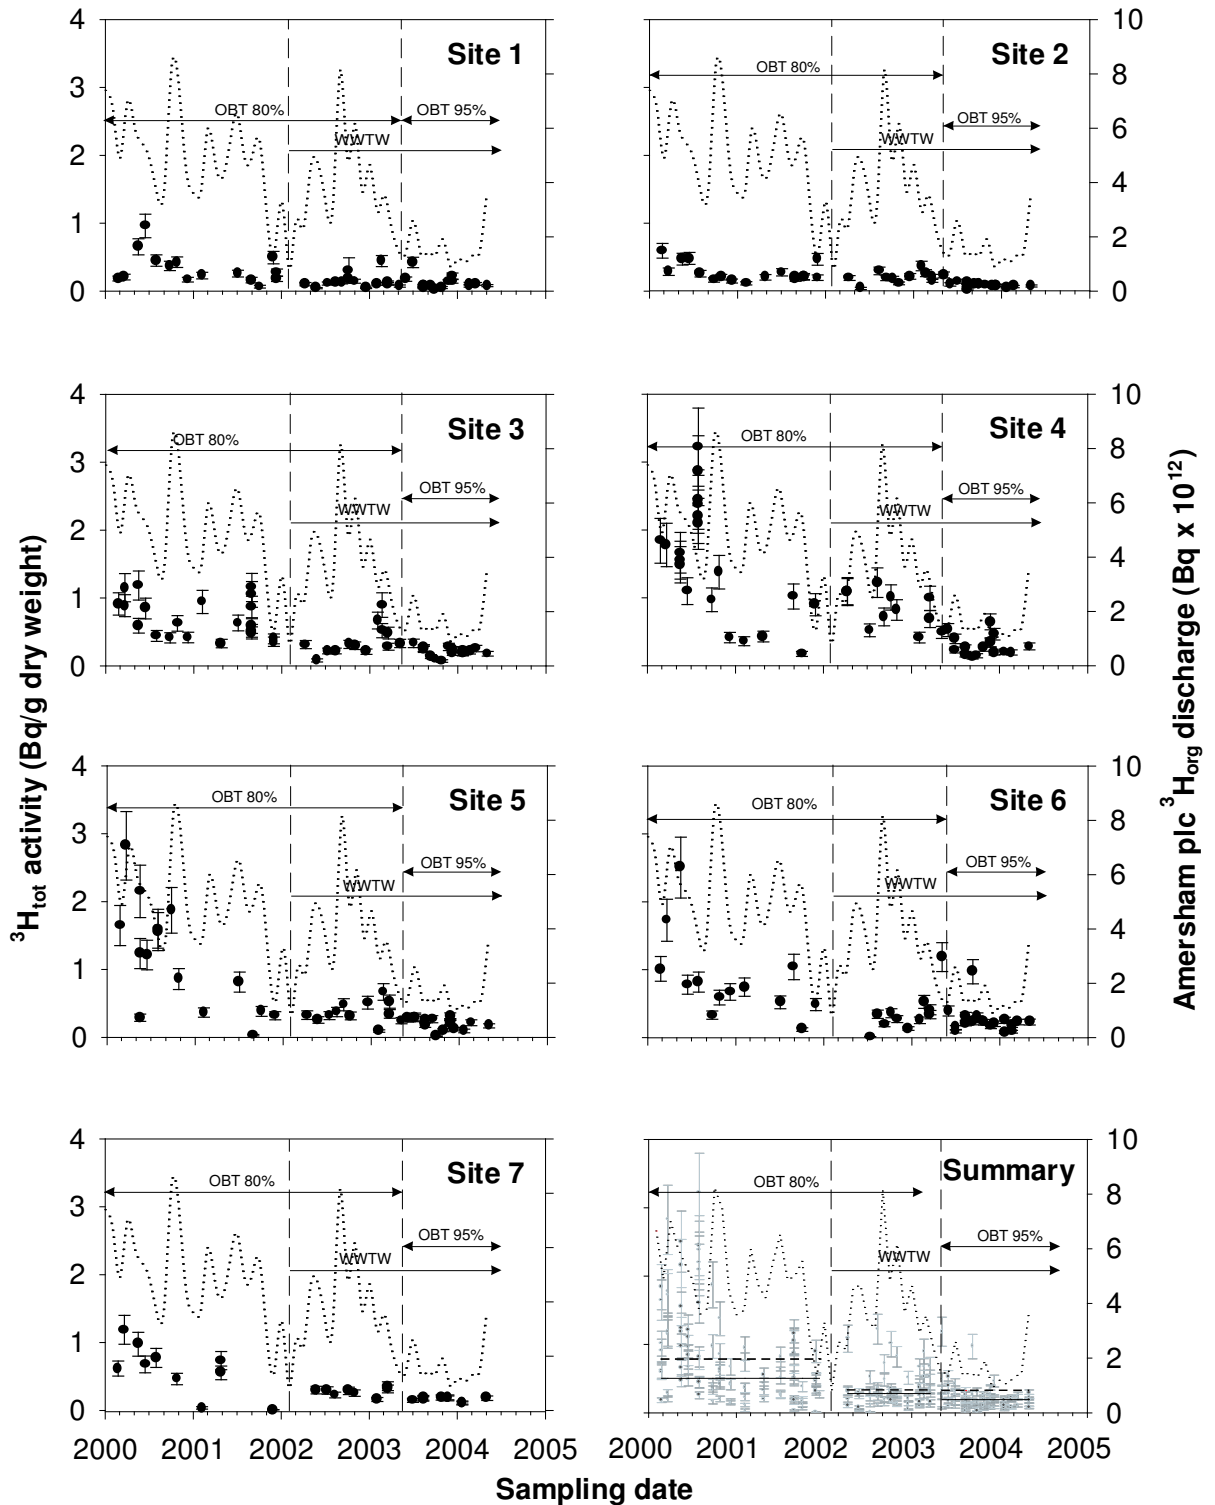 4
3
2
1
0
Site 1
OBT 80%
OBT 95%
WWTW
10
8
6
4
2
0
Site 2
OBT 80%
OBT 95%
WWTW
4
3
2
1
0
Site 3
OBT 80%
OBT 95%
WWTW
10
8
6
4
2
0
Site 4
OBT 80%
OBT 95%
WWTW
4
3
2
1
0
Site 5
OBT 80%
OBT 95%
WWTW
10
8
6
4
2
0
Site 6
OBT 80%
OBT 95%
WWTW
4
3
2
1
0
Site 7
OBT 80%
OBT 95%
WWTW
10
8
6
4
2
0
Summary
OBT 80%
OBT 95%
WWTW
2000 2001 2002 2003 2004 2005
2000 2001 2002 2003 2004 2005
Sampling date
³H_tot activity (Bq/g dry weight)
Amersham plc ³H_org discharge (Bq x 10¹²)